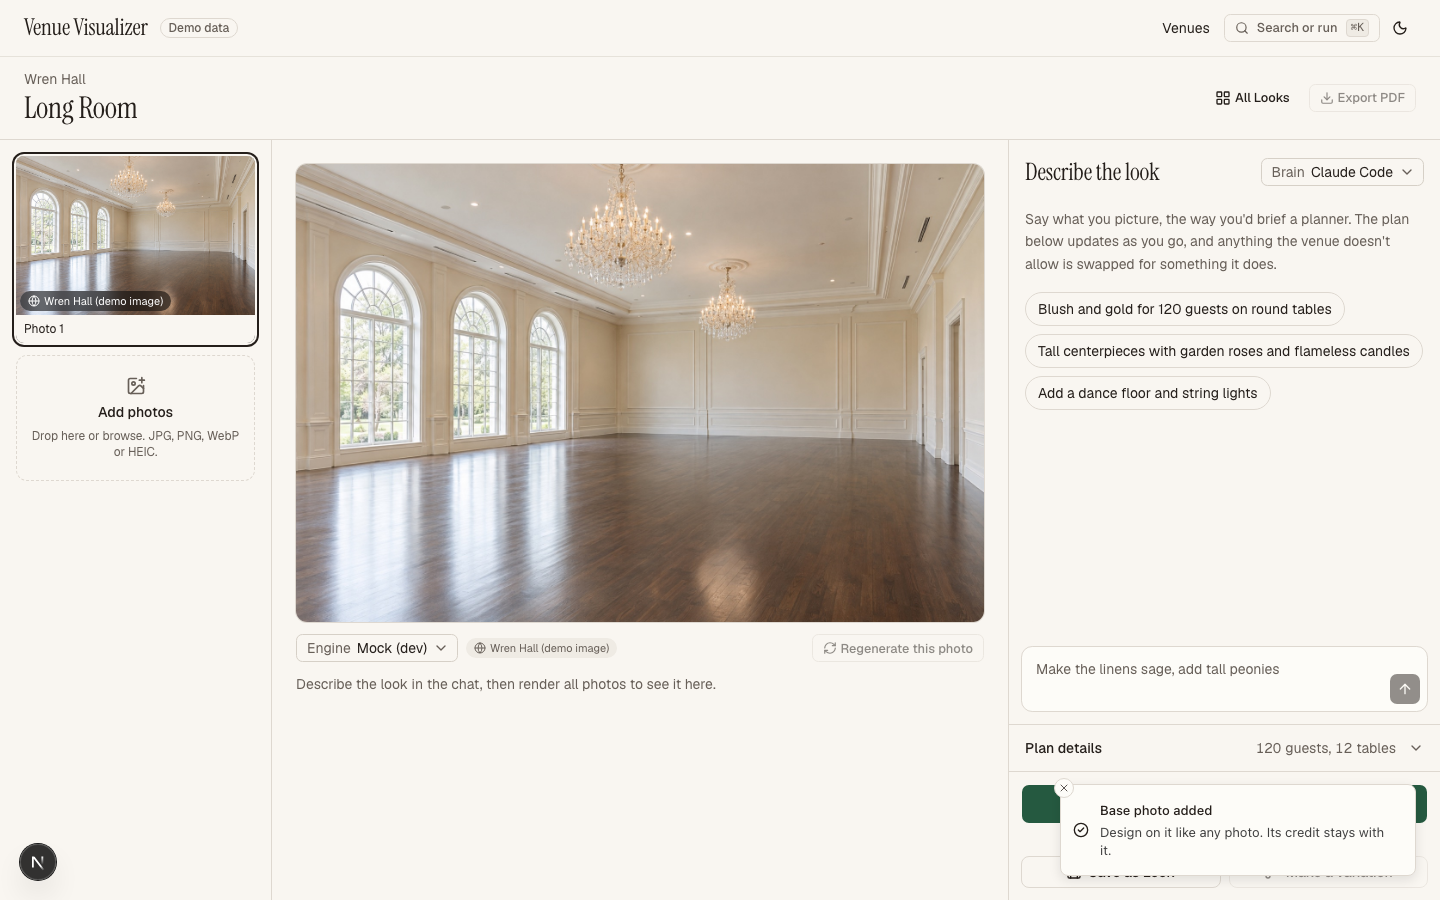 Venue Visualizer
Demo data
Venues
Search or run
⌘K
Wren Hall
Long Room
All Looks
Export PDF
Wren Hall (demo image)
Photo 1
Add photos
Drop here or browse. JPG, PNG, WebP
or HEIC.
Engine Mock (dev)
Wren Hall (demo image)
Regenerate this photo
Describe the look in the chat, then render all photos to see it here.
Describe the look
Brain Claude Code
Say what you picture, the way you'd brief a planner. The plan
below updates as you go, and anything the venue doesn't
allow is swapped for something it does.
Blush and gold for 120 guests on round tables
Tall centerpieces with garden roses and flameless candles
Add a dance floor and string lights
Make the linens sage, add tall peonies
Plan details
120 guests, 12 tables
Base photo added
Design on it like any photo. Its credit stays with
it.
N